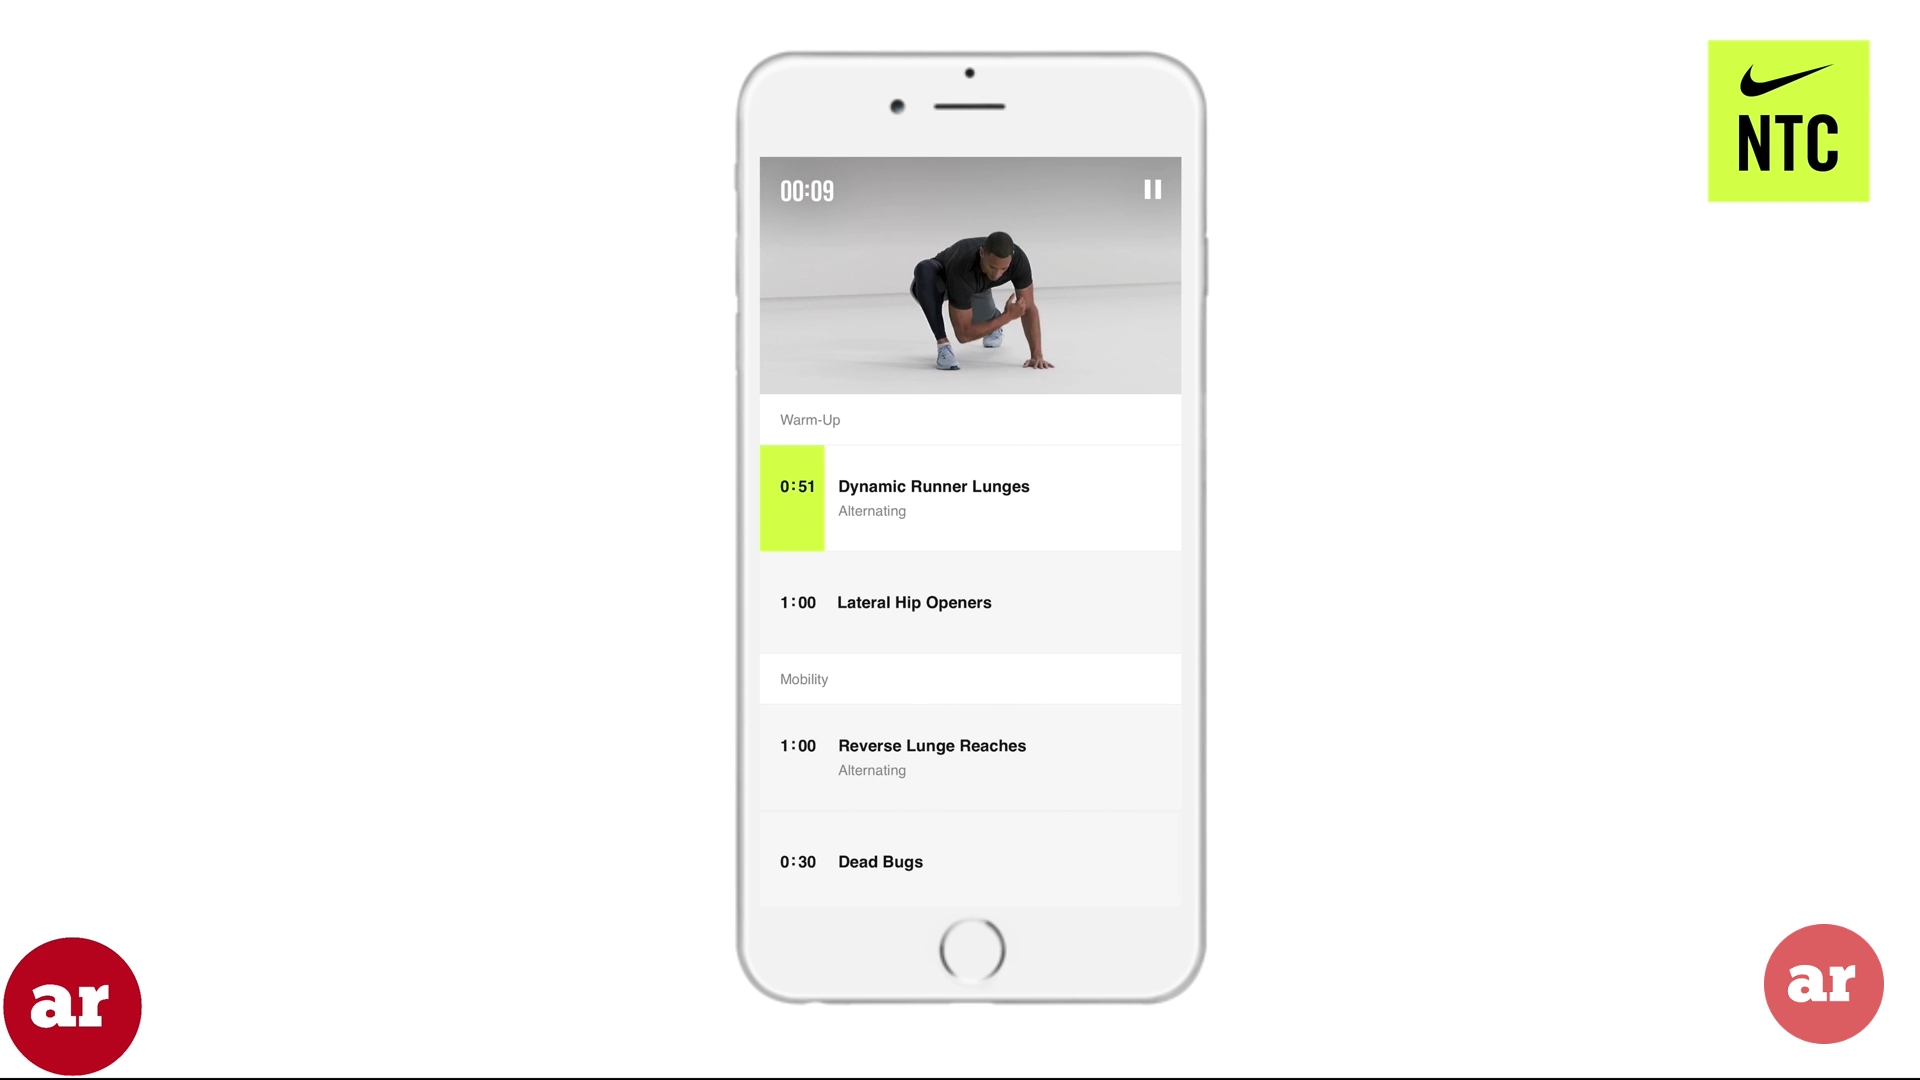 NTC
00:09
Warm-Up
0:51 Dynamic Runner Lunges
Alternating
1:00 Lateral Hip Openers
Mobility
1:00 Reverse Lunge Reaches
Alternating
0:30 Dead Bugs
ar
ar